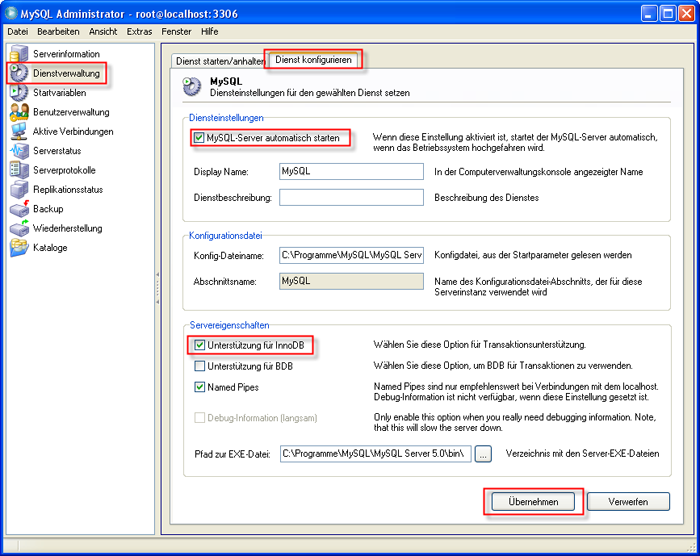 MySQL Administrator - root@localhost:3306
Datei Bearbeiten Ansicht Extras Fenster Hilfe
Serverinformation
Dienstverwaltung
Startvariablen
Benutzerverwaltung
Aktive Verbindungen
Serverstatus
Serverprotokolle
Replikationsstatus
Backup
Wiederherstellung
Kataloge
Dienst starten/anhalten Dienst konfigurieren
MySQL
Diensteinstellungen für den gewählten Dienst setzen
Diensteinstellungen
MySQL-Server automatisch starten
Wenn diese Einstellung aktiviert ist, startet der MySQL-Server automatisch,
wenn das Betriebssystem hochgefahren wird.
Display Name: MySQL In der Computerverwaltungskonsole angezeigter Name
Dienstbeschreibung: Beschreibung des Dienstes
Konfigurationsdatei
Konfig-Dateiname: C:\Programme\MySQL\MySQL Serv Konfigdatei, aus der Startparameter gelesen werden
Abschnittsname: MySQL Name des Konfigurationsdatei-Abschnitts, der für diese
Serverinstanz verwendet wird
Servereigenschaften
Unterstützung für InnoDB Wählen Sie diese Option für Transaktionsunterstützung.
Unterstützung für BDB Wählen Sie diese Option, um BDB für Transaktionen zu verwenden.
Named Pipes Named Pipes sind nur empfehlenswert bei Verbindungen mit dem localhost.
Debug-Information ist nicht verfügbar, wenn diese Einstellung gesetzt ist.
Debug-Information (langsam) Only enable this option when you really need debugging information. Note,
that this will slow the server down.
Pfad zur EXE-Datei: C:\Programme\MySQL\MySQL Server 5.0\bin\ ... Verzeichnis mit den Server-EXE-Dateien
Übernehmen Verwerfen